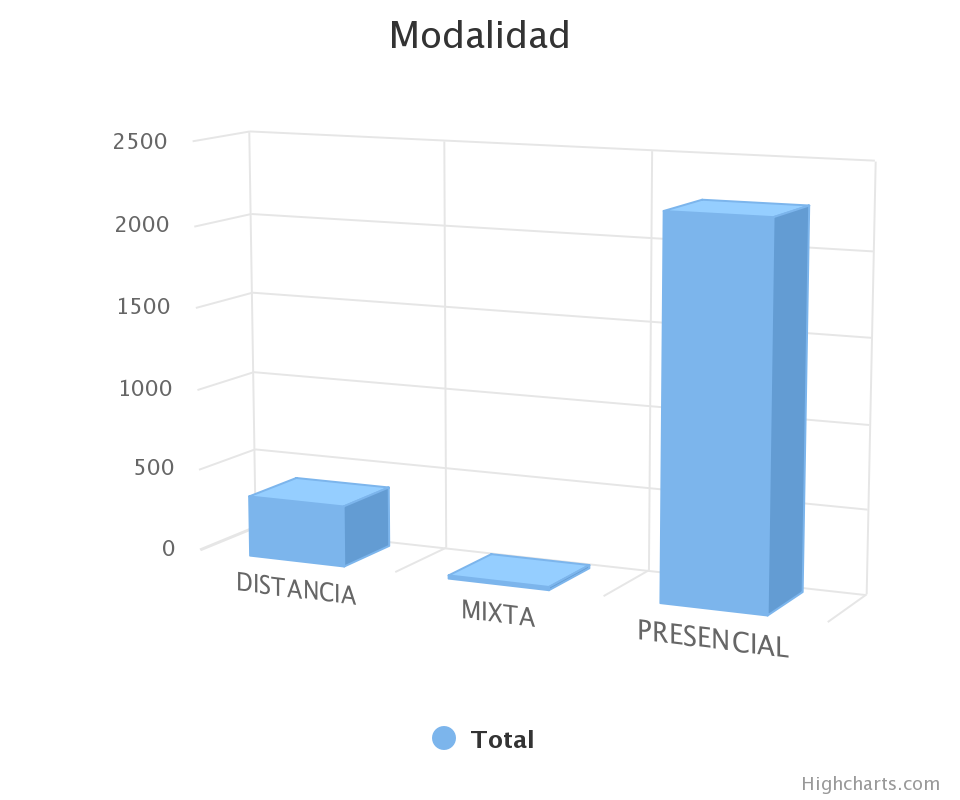 Modalidad
2500
2000
1500
1000
500
0
DISTANCIA
MIXTA
PRESENCIAL
Total
Highcharts.com